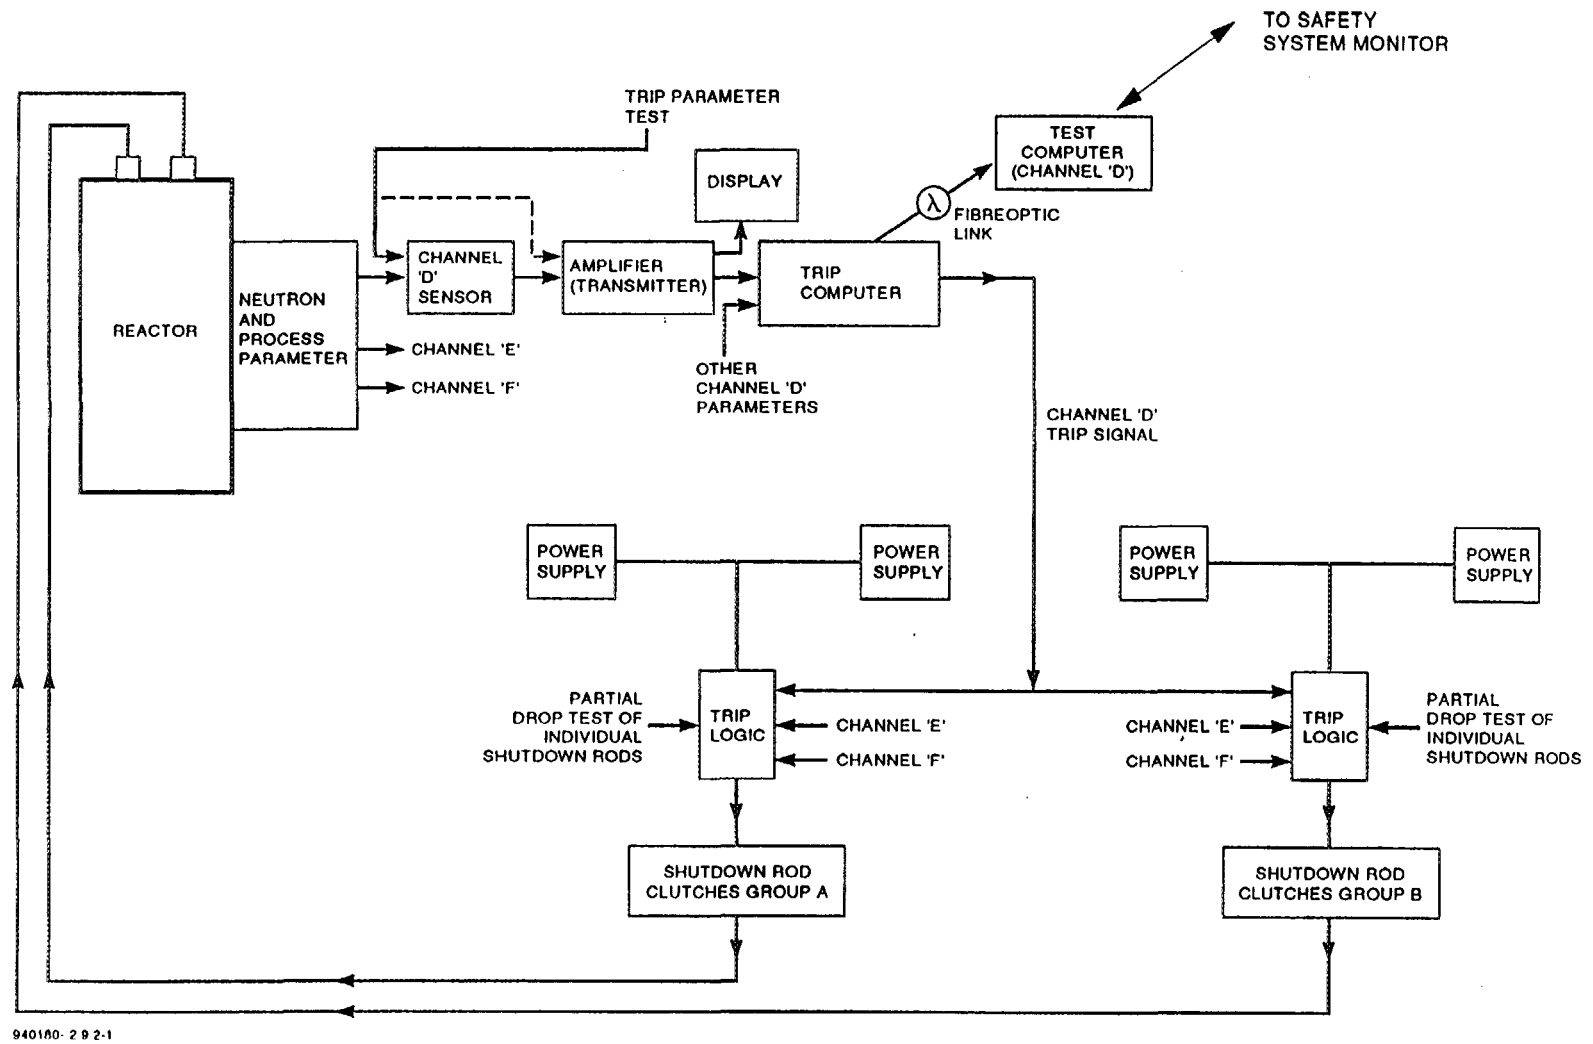 TO SAFETY
SYSTEM MONITOR
TRIP PARAMETER
TEST
TEST
COMPUTER
(CHANNEL 'D')
DISPLAY
λ
FIBREOPTIC
LINK
CHANNEL
'D'
SENSOR
AMPLIFIER
(TRANSMITTER)
TRIP
COMPUTER
REACTOR
NEUTRON
AND
PROCESS
PARAMETER
CHANNEL 'E'
CHANNEL 'F'
OTHER
CHANNEL 'D'
PARAMETERS
CHANNEL 'D'
TRIP SIGNAL
POWER
SUPPLY
POWER
SUPPLY
POWER
SUPPLY
POWER
SUPPLY
PARTIAL
DROP TEST OF
INDIVIDUAL
SHUTDOWN RODS
TRIP
LOGIC
CHANNEL 'E'
CHANNEL 'F'
CHANNEL 'E'
CHANNEL 'F'
TRIP
LOGIC
PARTIAL
DROP TEST OF
INDIVIDUAL
SHUTDOWN RODS
SHUTDOWN ROD
CLUTCHES GROUP A
SHUTDOWN ROD
CLUTCHES GROUP B
940180- 2 9 2-1